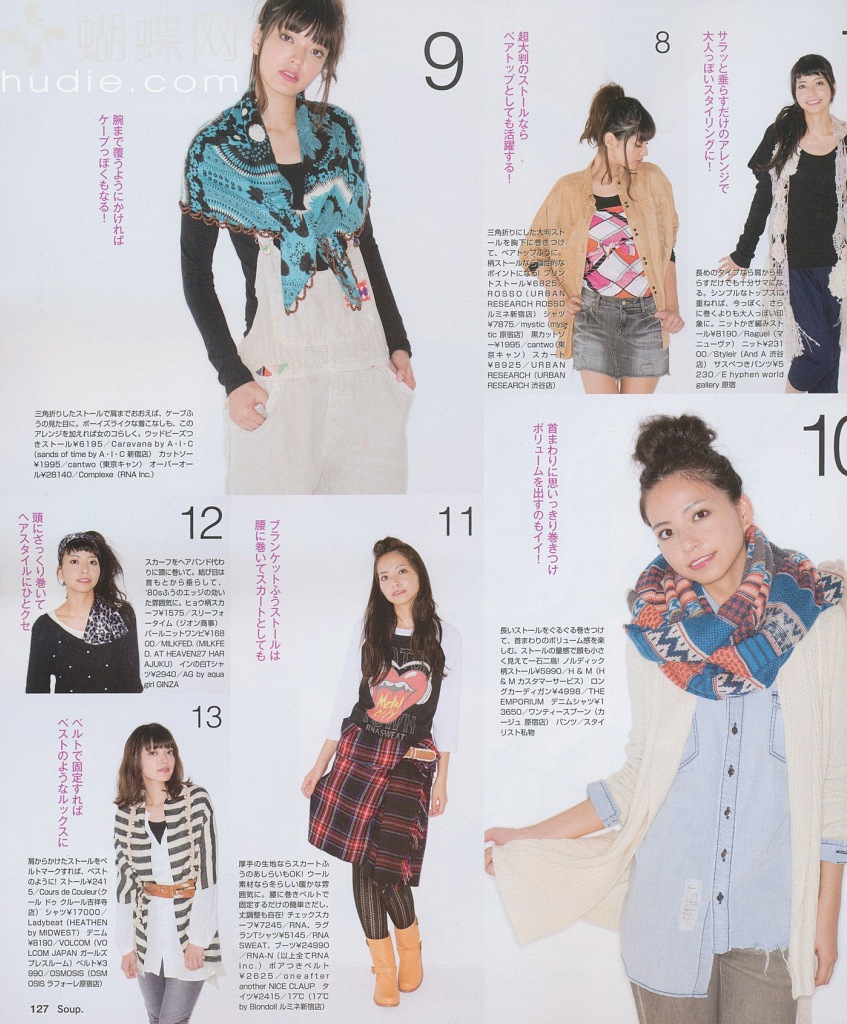 蝴蝶网
hudie.com
9
腕まで覆うようにかければ
ケープっぽくもなる！
三角折りしたストールで肩までおおえば、ケープふ
うの見た目に。ボーイズライクな着こなしも、この
アレンジを加えれば女のコらしく。ウッドビーズつ
きストール¥6195／Caravana by A・I・C
(sands of time by A・I・C 新宿店） カットソー
¥1995／cantwo（東京キャン） オーバーオー
ル¥28140／Complexe（RNA Inc.）
8
超大判のストールなら
ベアトップとしても活躍する！
三角折りにした大判スト
ールを胸下に巻きつけ
て、ベアトップふうに。
柄ストールなら個性的な
ポイントになる！ プリン
トストール¥6825／
ROSSO（URBAN
RESEARCH ROSSO
ルミネ新宿店） シャツ
¥7875／mystic（mys
tic 原宿店） 黒カットソ
ー¥1995／cantwo（東
京キャン） スカート
¥8925／URBAN
RESEARCH（URBAN
RESEARCH 渋谷店）
サラッと垂らすだけのアレンジで
大人っぽいスタイリングに！
長めのタイプなら肩から垂
らすだけでも十分サマにな
る。シンプルなトップスに
重ねれば、今っぽく、さら
に巻くよりも大人っぽい印
象に。ニットかぎ編みスト
ール¥8190／Raguel（マ
ニューヴァ） ニット¥231
00／Styleir（And A 渋谷
店） サスペつきパンツ¥5
230／E hyphen world
gallery 原宿
10
首まわりに思いっきり巻きつけ
ボリュームを出すのもイイ！
長いストールをぐるぐる巻きつけ
て、首まわりのボリューム感を楽
しむ。ストールの量感で顔も小さ
く見えて一石二鳥！ ノルディック
柄ストール¥5990／H & M（H
& M カスタマーサービス） ロン
グカーディガン¥4998／THE
EMPORIUM デニムシャツ¥1
3650／ワンティースプーン（カ
ージュ 原宿店） パンツ／スタイ
リスト私物
12
頭にざっくり巻いて
ヘアスタイルにひとクセ
スカーフをヘアバンド代わ
りに頭に巻いて。結び目は
首もとから垂らして、
'80sふうのエッジの効い
た雰囲気に。ヒョウ柄ス
カーフ¥1575／スリーフォ
ータイム（ジオン商事）
パールニットワンピ¥168
00／MILKFED.（MILKFE
D. AT HEAVEN27 HAR
AJUKU） インの白Tシャ
ツ¥2940／AG by aqua
girl GINZA
11
ブランケットふうストールは
腰に巻いてスカートとしても
METAL
CITY
RNASWEAT
厚手の生地ならスカートふ
うのあしらいもOK！ ウール
素材なら冬らしい暖かな雰
囲気に。腰に巻きベルトで
固定するだけの簡単さだし、
丈調整も自在！ チェックスカ
ーフ¥7245／RNA、ラグ
ランTシャツ¥5145／RNA
SWEAT、ブーツ¥24990
／RNA-N（以上全てRNA
Inc.） ボアつきベルト
¥2625／one after
another NICE CLAUP タ
イツ¥2415／17℃（17℃
by Blondoll ルミネ新宿店）
13
ベルトで固定すれば
ベストのようなルックスに
肩からかけたストールをベ
ルトマークすれば、ベスト
のように！ ストール¥241
5／Cours de Couleur（ク
ール ドゥ クルール吉祥寺
店） シャツ¥17000／
Ladybeat（HEATHEN
by MIDWEST） デニム
¥8190／VOLCOM（VO
LCOM JAPAN ガールズ
プレスルーム） ベルト¥3
990／OSMOSIS（OSM
OSIS ラフォーレ原宿店）
127 Soup.